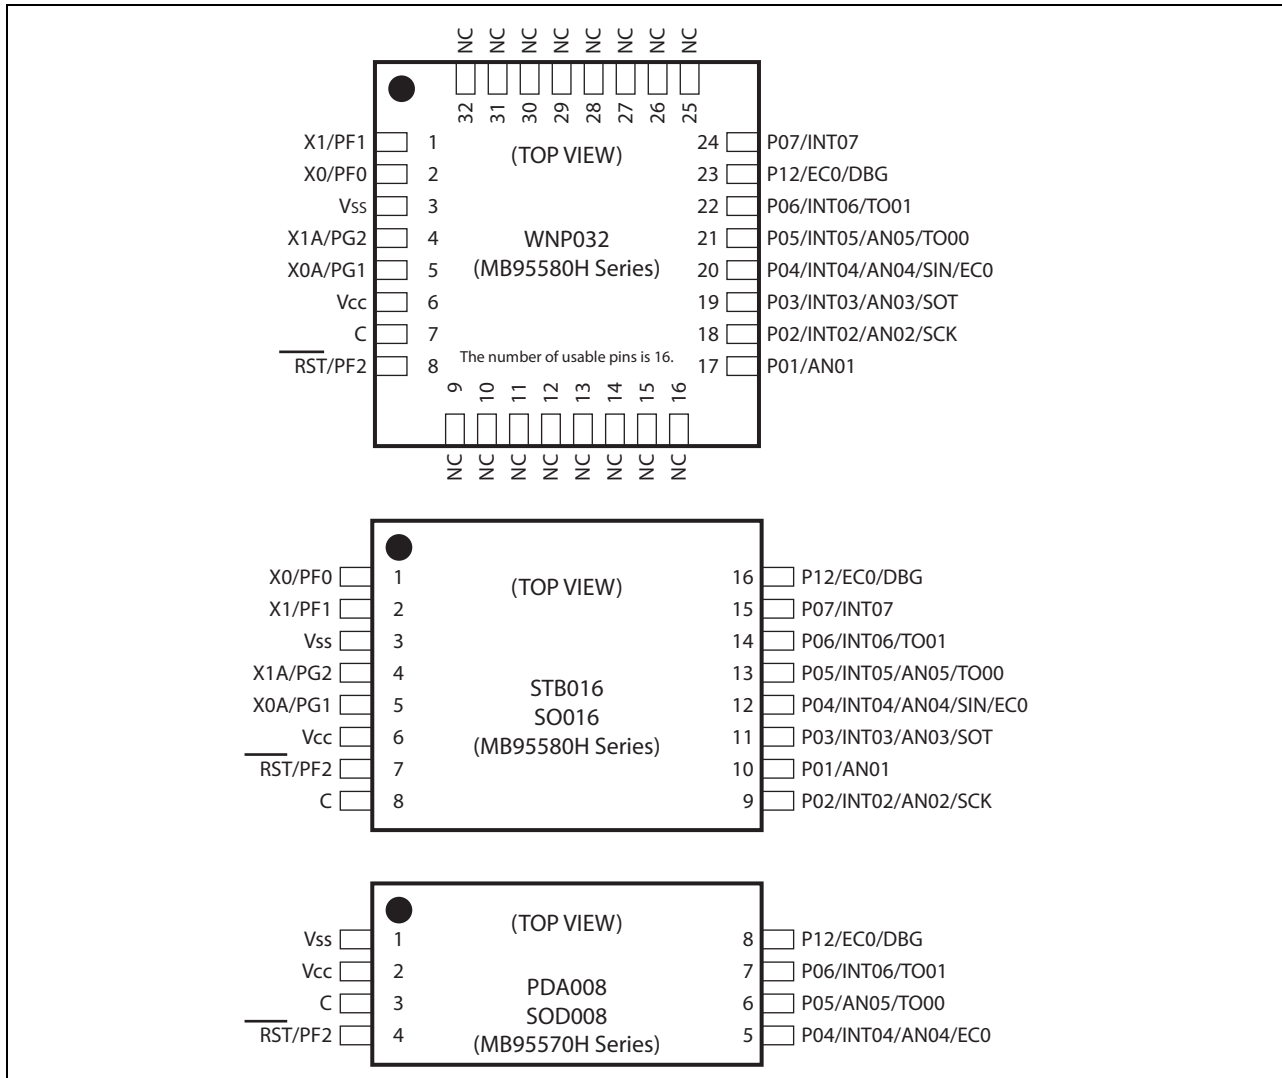 NC NC NC NC NC NC NC NC
32 31 30 29 28 27 26 25
(TOP VIEW)
X1/PF1 1 24 P07/INT07
X0/PF0 2 23 P12/EC0/DBG
Vss 3 22 P06/INT06/TO01
X1A/PG2 4 21 P05/INT05/AN05/TO00
WNP032
(MB95580H Series)
X0A/PG1 5 20 P04/INT04/AN04/SIN/EC0
Vcc 6 19 P03/INT03/AN03/SOT
C 7 18 P02/INT02/AN02/SCK
The number of usable pins is 16.
RST/PF2 8 17 P01/AN01
9 10 11 12 13 14 15 16
NC NC NC NC NC NC NC NC
(TOP VIEW)
X0/PF0 1 16 P12/EC0/DBG
X1/PF1 2 15 P07/INT07
Vss 3 14 P06/INT06/TO01
X1A/PG2 4 13 P05/INT05/AN05/TO00
STB016
SO016
(MB95580H Series)
X0A/PG1 5 12 P04/INT04/AN04/SIN/EC0
Vcc 6 11 P03/INT03/AN03/SOT
RST/PF2 7 10 P01/AN01
C 8 9 P02/INT02/AN02/SCK
(TOP VIEW)
Vss 1 8 P12/EC0/DBG
Vcc 2 7 P06/INT06/TO01
PDA008
SOD008
(MB95570H Series)
C 3 6 P05/AN05/TO00
RST/PF2 4 5 P04/INT04/AN04/EC0